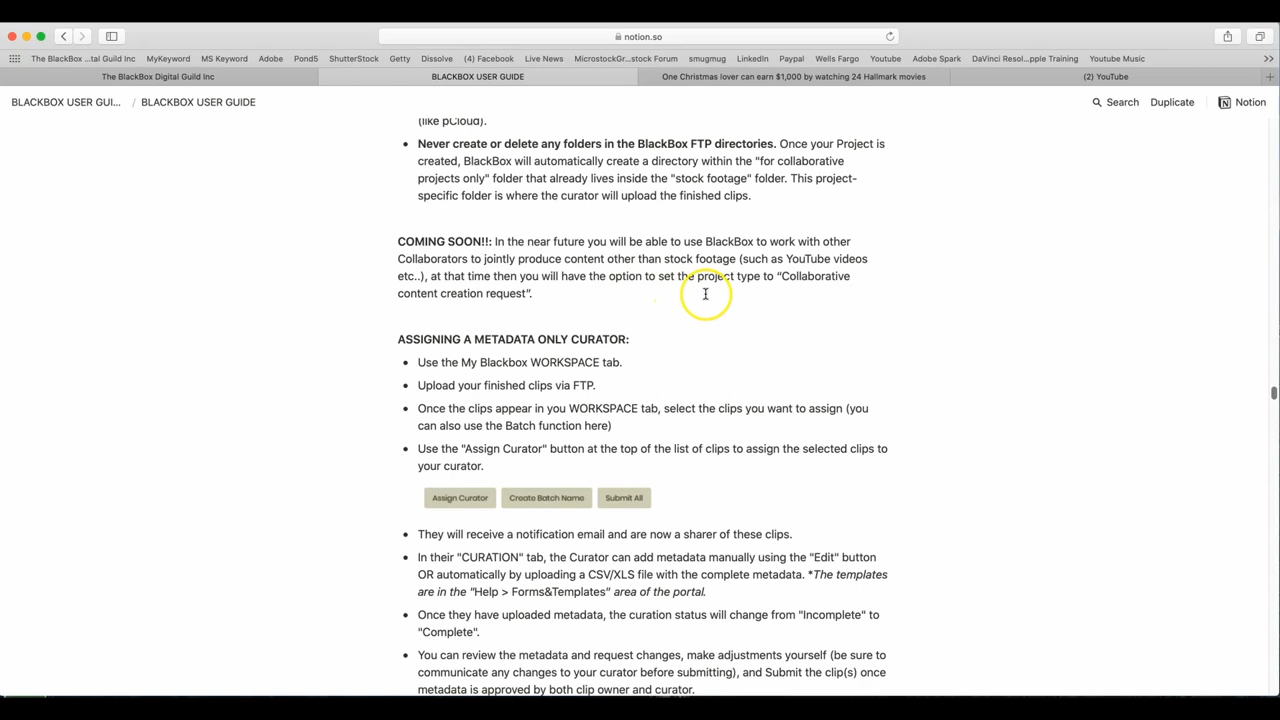 notion.so
The BlackBox ...tal Guild Inc MyKeyword MS Keyword Adobe Pond5 ShutterStock Getty Dissolve (4) Facebook Live News MicrostockGr...stock Forum smugmug LinkedIn Paypal Wells Fargo Youtube Adobe Spark DaVinci Resol...pple Training Youtube Music
The BlackBox Digital Guild Inc BLACKBOX USER GUIDE One Christmas lover can earn $1,000 by watching 24 Hallmark movies (2) YouTube
BLACKBOX USER GUI... / BLACKBOX USER GUIDE Search Duplicate Notion
(like pCloud).
• Never create or delete any folders in the BlackBox FTP directories. Once your Project is
created, BlackBox will automatically create a directory within the "for collaborative
projects only" folder that already lives inside the "stock footage" folder. This project-
specific folder is where the curator will upload the finished clips.
COMING SOON!!: In the near future you will be able to use BlackBox to work with other
Collaborators to jointly produce content other than stock footage (such as YouTube videos
etc..), at that time then you will have the option to set the project type to “Collaborative
content creation request”.
ASSIGNING A METADATA ONLY CURATOR:
• Use the My Blackbox WORKSPACE tab.
• Upload your finished clips via FTP.
• Once the clips appear in you WORKSPACE tab, select the clips you want to assign (you
can also use the Batch function here)
• Use the "Assign Curator" button at the top of the list of clips to assign the selected clips to
your curator.
Assign Curator Create Batch Name Submit All
• They will receive a notification email and are now a sharer of these clips.
• In their "CURATION" tab, the Curator can add metadata manually using the "Edit" button
OR automatically by uploading a CSV/XLS file with the complete metadata. *The templates
are in the "Help > Forms&Templates” area of the portal.
• Once they have uploaded metadata, the curation status will change from "Incomplete" to
"Complete".
• You can review the metadata and request changes, make adjustments yourself (be sure to
communicate any changes to your curator before submitting), and Submit the clip(s) once
metadata is approved by both clip owner and curator.